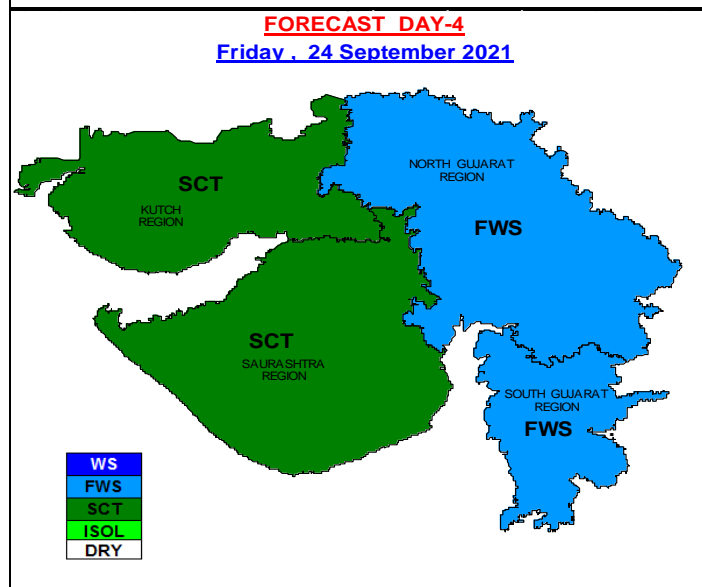 FORECAST DAY-4
Friday , 24 September 2021
NORTH GUJARAT
REGION
SCT
KUTCH
REGION
FWS
SCT
SAURASHTRA
REGION
SOUTH GUJARAT
REGION
FWS
WS
FWS
SCT
ISOL
DRY